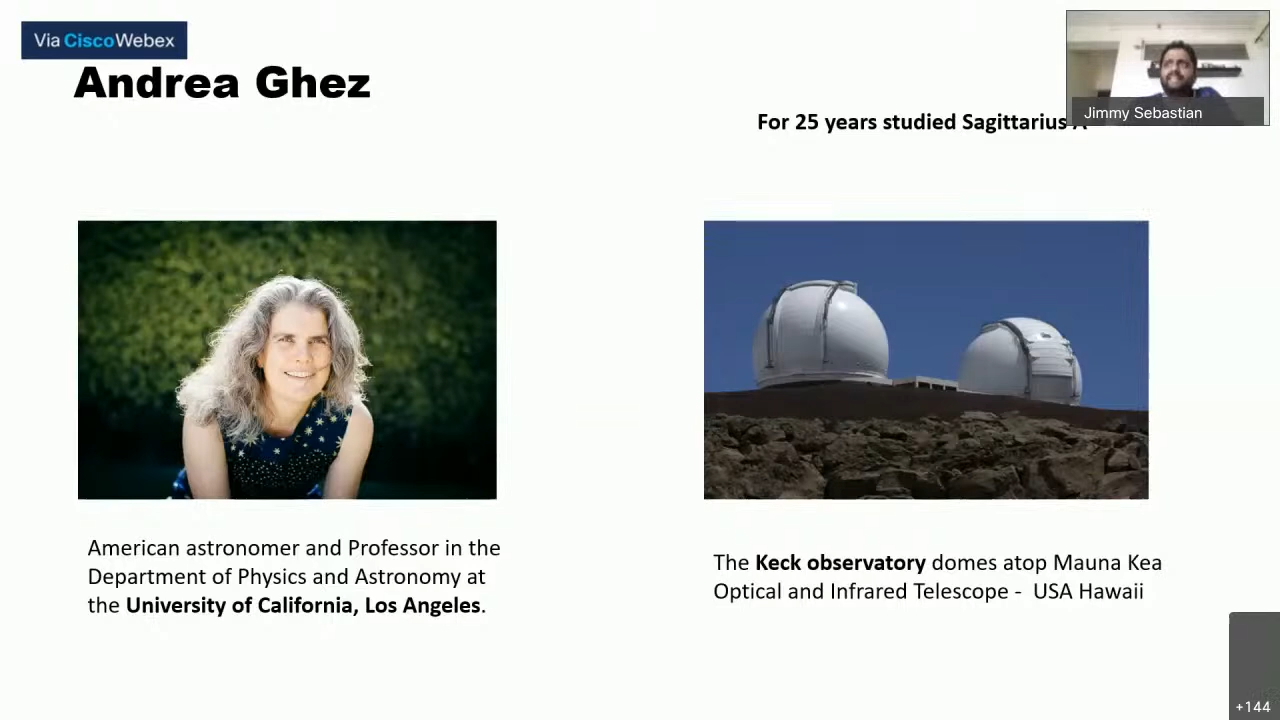 Via CiscoWebex
Andrea Ghez
Jimmy Sebastian
For 25 years studied Sagittarius A
American astronomer and Professor in the
Department of Physics and Astronomy at
the University of California, Los Angeles.
The Keck observatory domes atop Mauna Kea
Optical and Infrared Telescope - USA Hawaii
+144